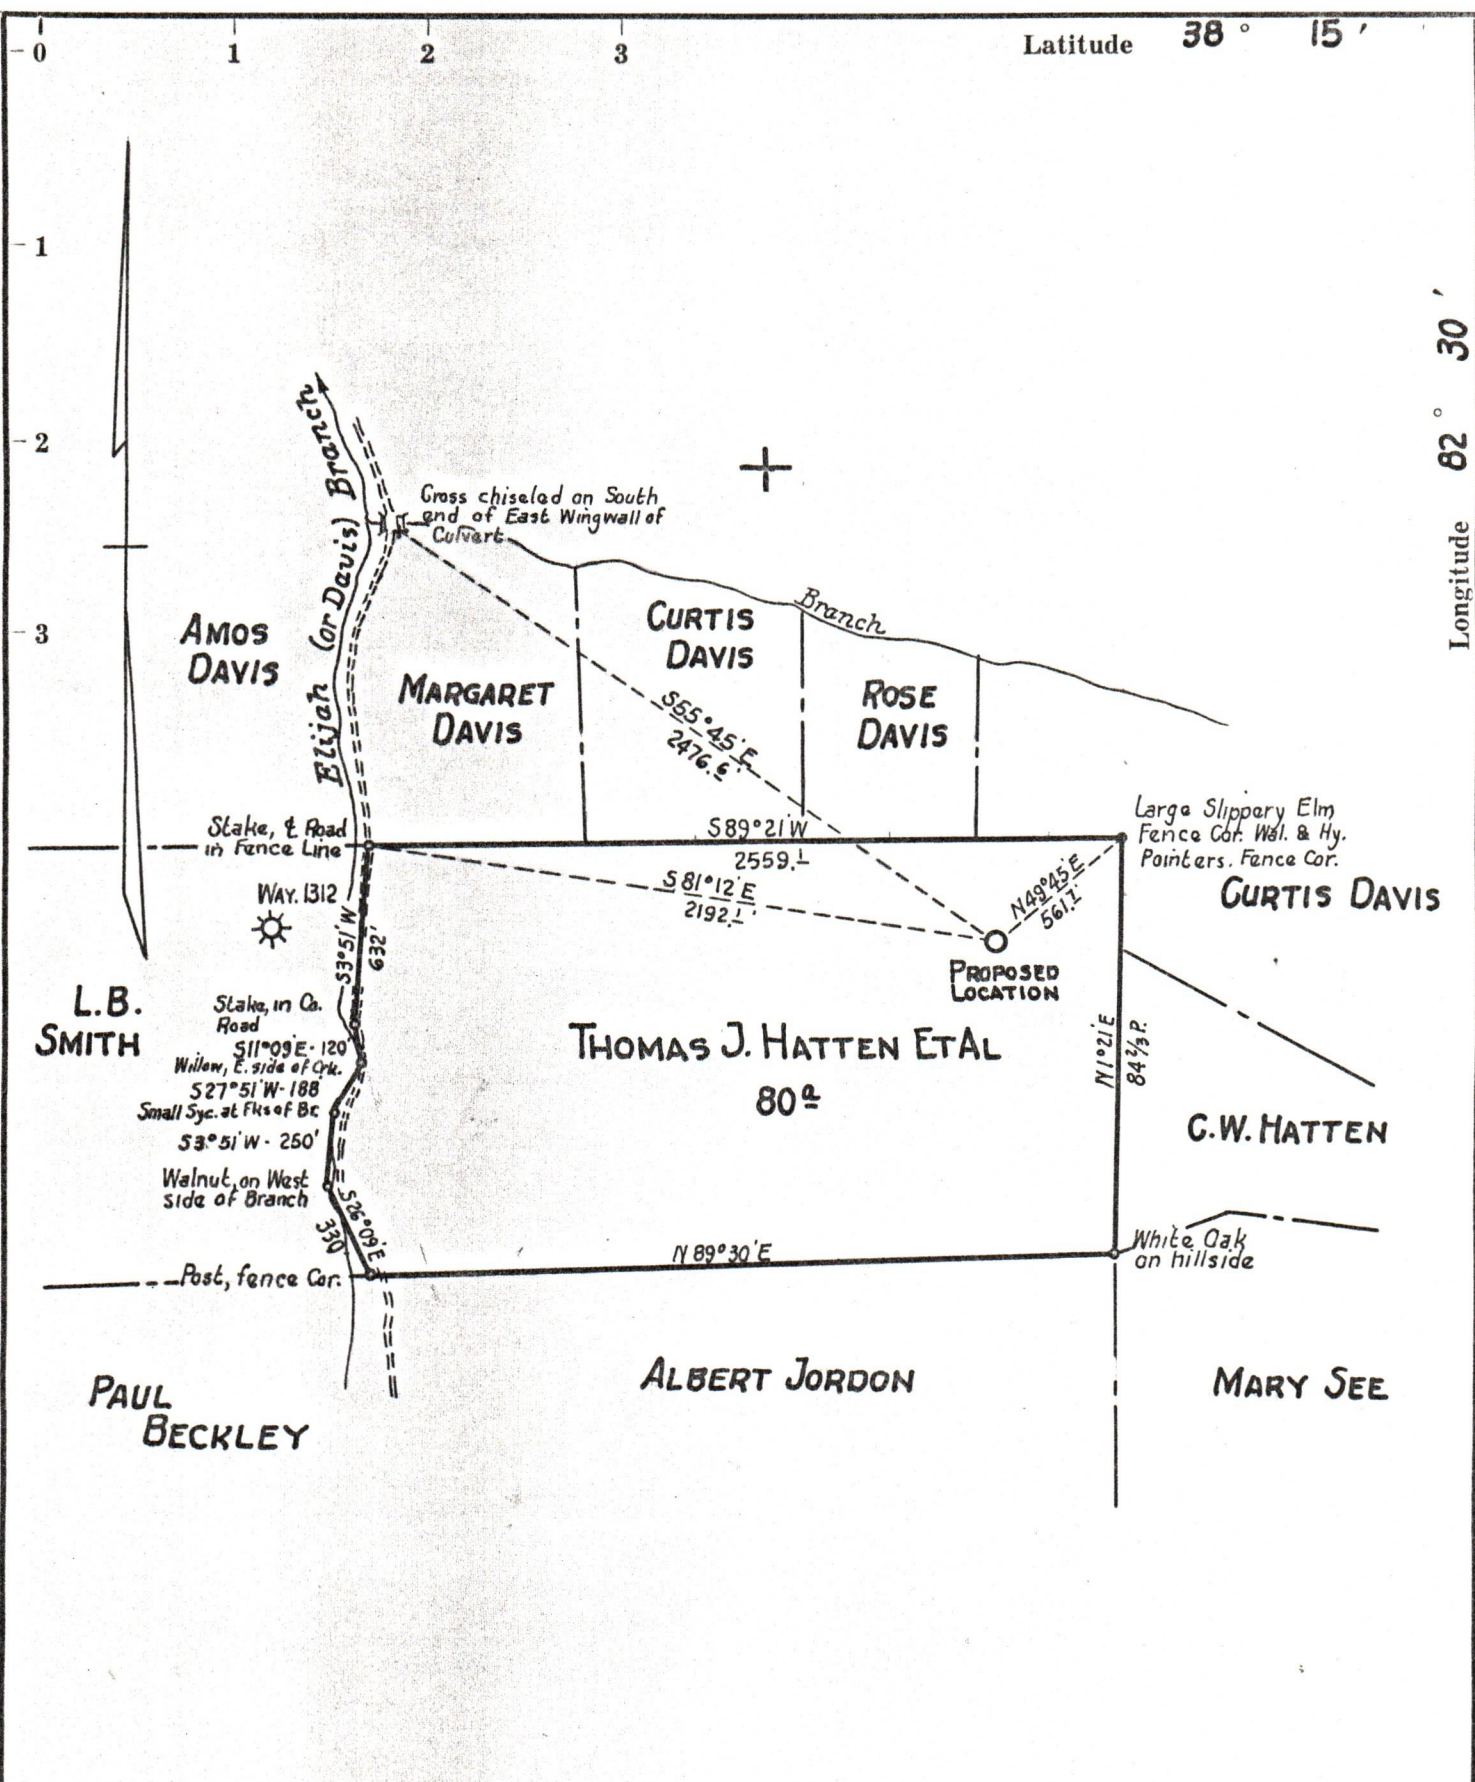 0 1 2 3
Latitude 38° 15'
1
2
3
Longitude 82° 30'
Elijah (or Davis) Branch
Cross chiseled on South
end of East Wingwall of
Culvert
AMOS
DAVIS
MARGARET
DAVIS
CURTIS
DAVIS
Branch
ROSE
DAVIS
S55°45'E
2476.6'
Stake, ₵ Road
in Fence Line
S89°21'W
2559.1
S81°12'E
2192.1'
N49°45'E
561.7'
Large Slippery Elm
Fence Cor. Wal. & Hy.
Pointers. Fence Cor.
CURTIS DAVIS
WAY. 1312
S3°51'W
632'
PROPOSED
LOCATION
L.B.
SMITH
Stake, in Co.
Road
S11°09'E - 120'
Willow, E. side of Crk.
S27°51'W - 188'
Small Syc. at Fks of Br.
S3°51'W - 250'
Walnut, on West
side of Branch
S26°09'E
330
THOMAS J. HATTEN ET AL
80a
N1°21'E
84 2/3 P.
C.W. HATTEN
N89°30'E
White Oak
on hillside
Post, fence Cor.
PAUL
BECKLEY
ALBERT JORDON
MARY SEE